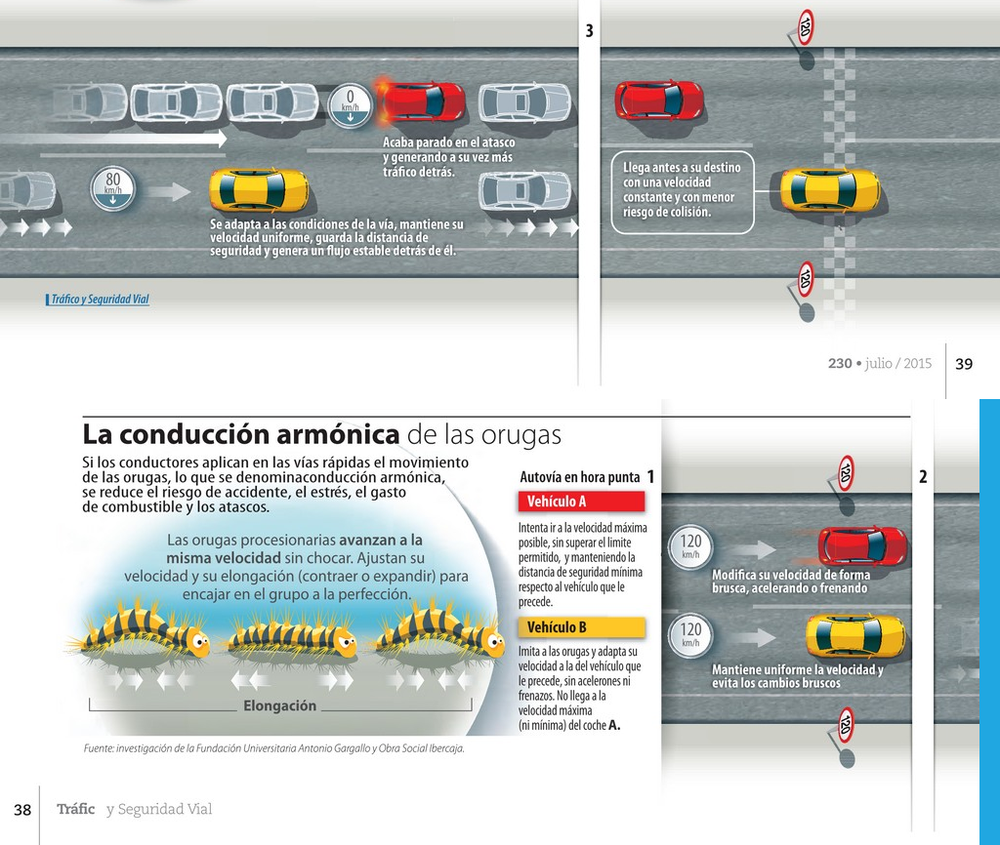 3
120
0
km/h
Acaba parado en el atasco
y generando a su vez más
tráfico detrás.
80
km/h
Se adapta a las condiciones de la vía, mantiene su
velocidad uniforme, guarda la distancia de
seguridad y genera un flujo estable detrás de él.
Llega antes a su destino
con una velocidad
constante y con menor
riesgo de colisión.
120
Tráfico y Seguridad Vial
230 • julio / 2015
39
La conducción armónica de las orugas
Si los conductores aplican en las vías rápidas el movimiento
de las orugas, lo que se denominaconducción armónica,
se reduce el riesgo de accidente, el estrés, el gasto
de combustible y los atascos.
Las orugas procesionarias avanzan a la
misma velocidad sin chocar. Ajustan su
velocidad y su elongación (contraer o expandir) para
encajar en el grupo a la perfección.
Elongación
Fuente: investigación de la Fundación Universitaria Antonio Gargallo y Obra Social Ibercaja.
Autovía en hora punta 1
Vehículo A
Intenta ir a la velocidad máxima
posible, sin superar el limite
permitido, y manteniendo la
distancia de seguridad mínima
respecto al vehículo que le
precede.
Vehículo B
Imita a las orugas y adapta su
velocidad a la del vehículo que
le precede, sin acelerones ni
frenazos. No llega a la
velocidad máxima
(ni mínima) del coche A.
120
2
120
km/h
Modifica su velocidad de forma
brusca, acelerando o frenando
120
km/h
Mantiene uniforme la velocidad y
evita los cambios bruscos
120
38
Tráfic y Seguridad Vial